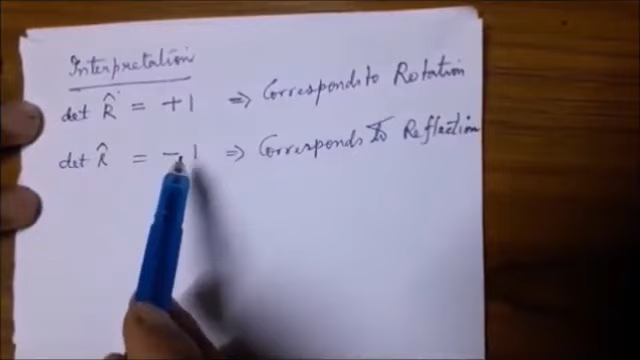 Interpretation
det R̂ = +1 ⇒ Corresponds to Rotation
det R̂ = -1 ⇒ Corresponds to Reflection